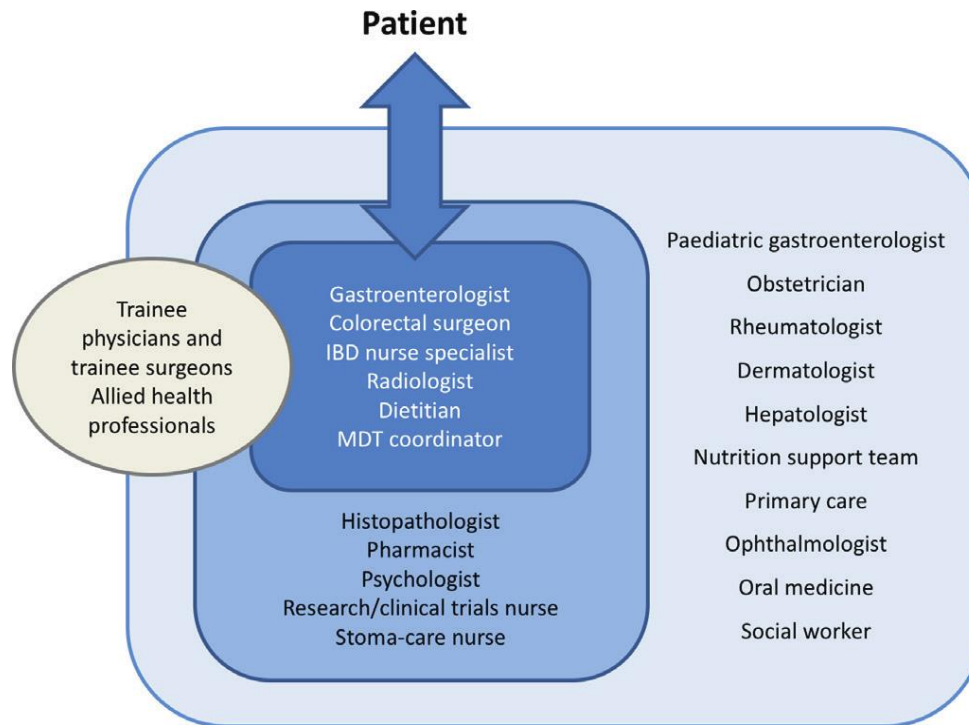 Patient
Trainee
physicians and
trainee surgeons
Allied health
professionals
Gastroenterologist
Colorectal surgeon
IBD nurse specialist
Radiologist
Dietitian
MDT coordinator
Histopathologist
Pharmacist
Psychologist
Research/clinical trials nurse
Stoma-care nurse
Paediatric gastroenterologist
Obstetrician
Rheumatologist
Dermatologist
Hepatologist
Nutrition support team
Primary care
Ophthalmologist
Oral medicine
Social worker